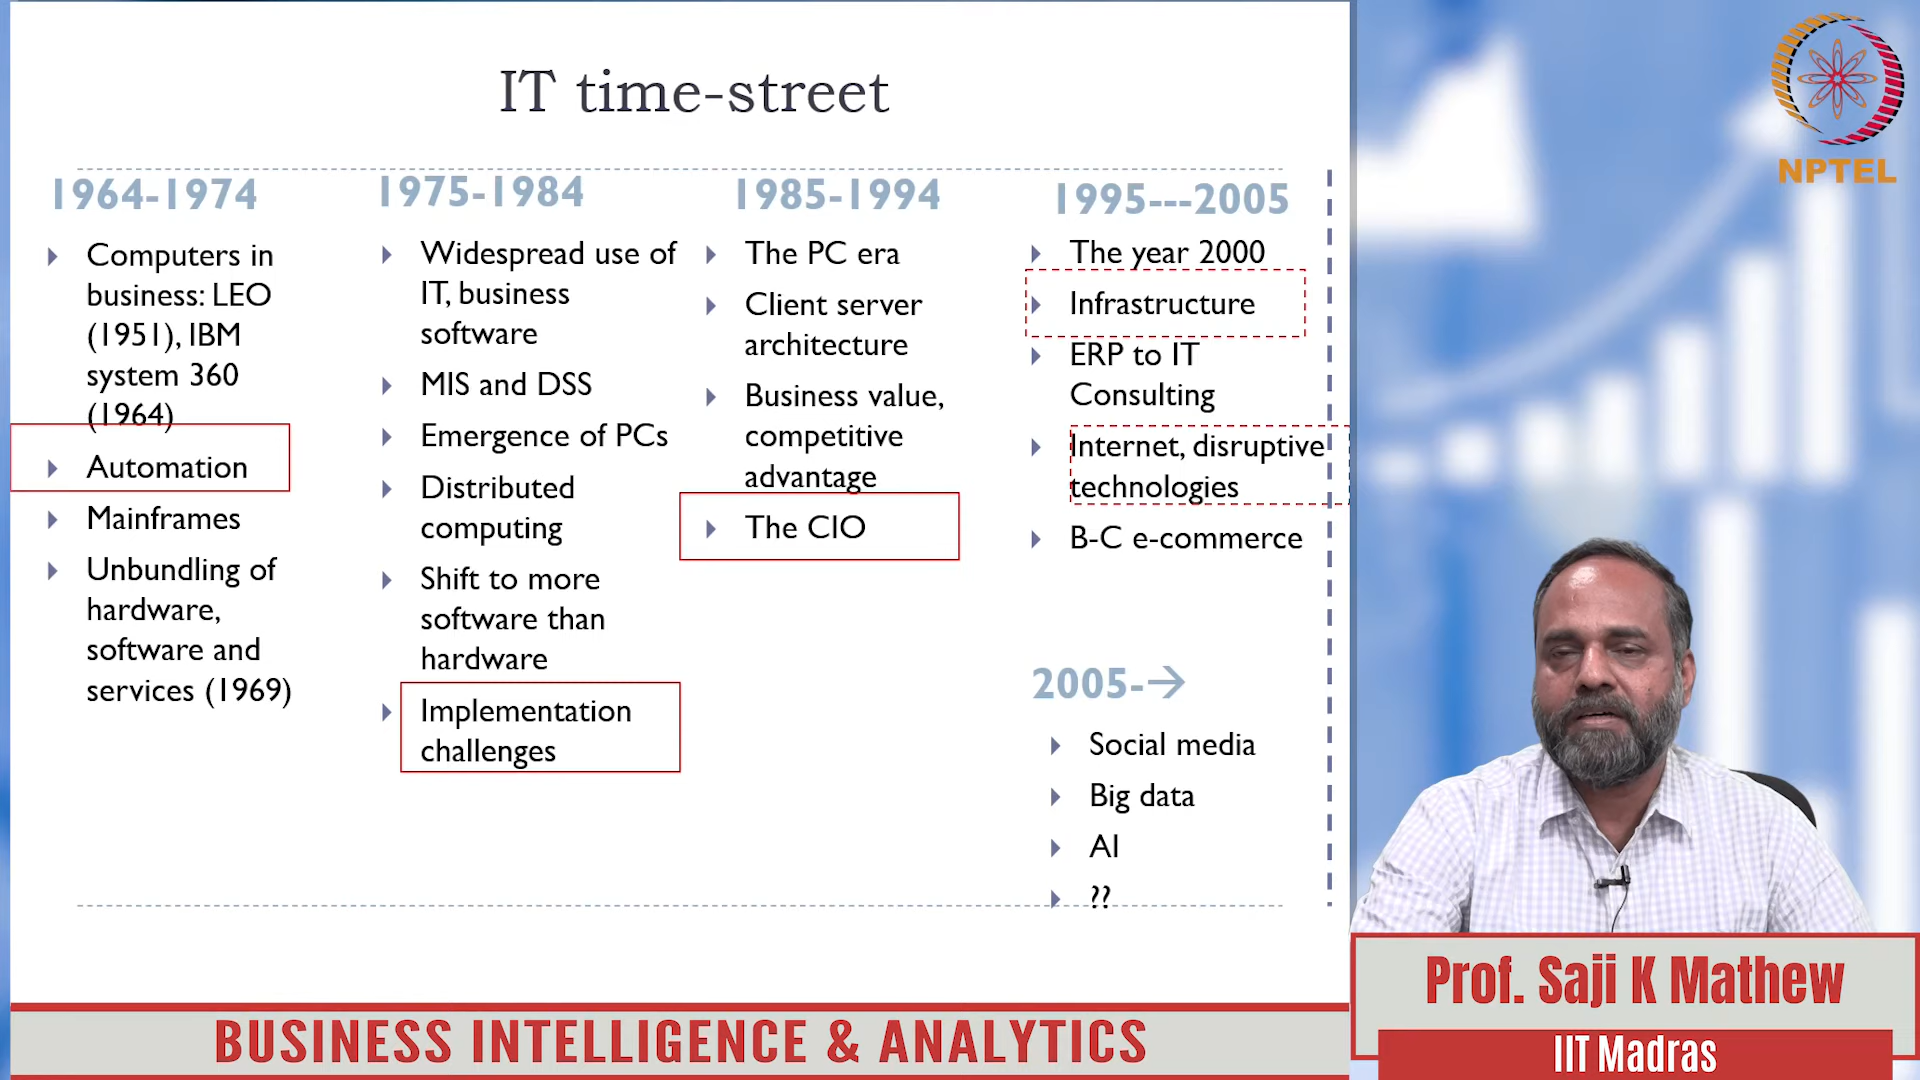 IT time-street
1964-1974
Computers in
business: LEO
(1951), IBM
system 360
(1964)
Automation
Mainframes
Unbundling of
hardware,
software and
services (1969)
1975-1984
Widespread use of
IT, business
software
MIS and DSS
Emergence of PCs
Distributed
computing
Shift to more
software than
hardware
Implementation
challenges
1985-1994
The PC era
Client server
architecture
Business value,
competitive
advantage
The CIO
1995---2005
The year 2000
Infrastructure
ERP to IT
Consulting
Internet, disruptive
technologies
B-C e-commerce
2005-→
Social media
Big data
AI
??
NPTEL
Prof. Saji K Mathew
IIT Madras
BUSINESS INTELLIGENCE & ANALYTICS